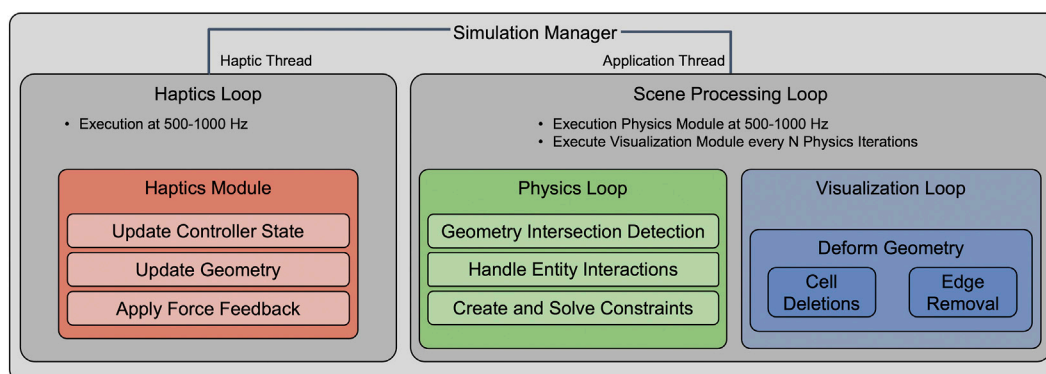 Simulation Manager
Haptic Thread
Application Thread
Haptics Loop
• Execution at 500-1000 Hz
Haptics Module
Update Controller State
Update Geometry
Apply Force Feedback
Scene Processing Loop
• Execution Physics Module at 500-1000 Hz
• Execute Visualization Module every N Physics Iterations
Physics Loop
Geometry Intersection Detection
Handle Entity Interactions
Create and Solve Constraints
Visualization Loop
Deform Geometry
Cell
Deletions
Edge
Removal